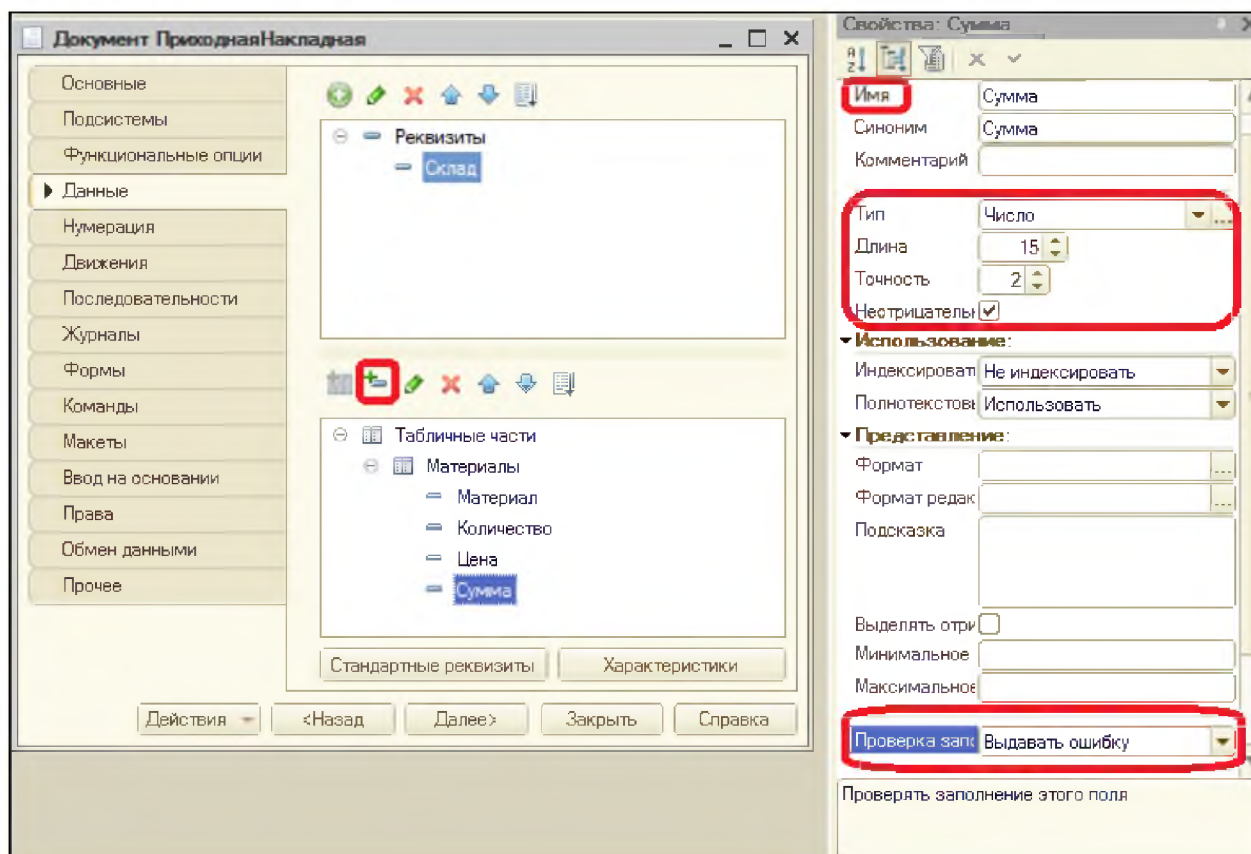 Документ ПриходнаяНакладная
Основные
Подсистемы
Функциональные опции
Данные
Нумерация
Движения
Последовательности
Журналы
Формы
Команды
Макеты
Ввод на основании
Права
Обмен данными
Прочее
Реквизиты
Склад
Табличные части
Материалы
Материал
Количество
Цена
Сумма
Стандартные реквизиты
Характеристики
Действия
<Назад
Далее>
Закрыть
Справка
Свойства: Сумма
Имя Сумма
Синоним Сумма
Комментарий
Тип Число ...
Длина 15
Точность 2
Неотрицательн
Использование:
Индексироват Не индексировать
Полнотекстовы Использовать
Представление:
Формат ...
Формат редак ...
Подсказка
Выделять отри
Минимальное
Максимальное
Проверка запо Выдавать ошибку
Проверять заполнение этого поля